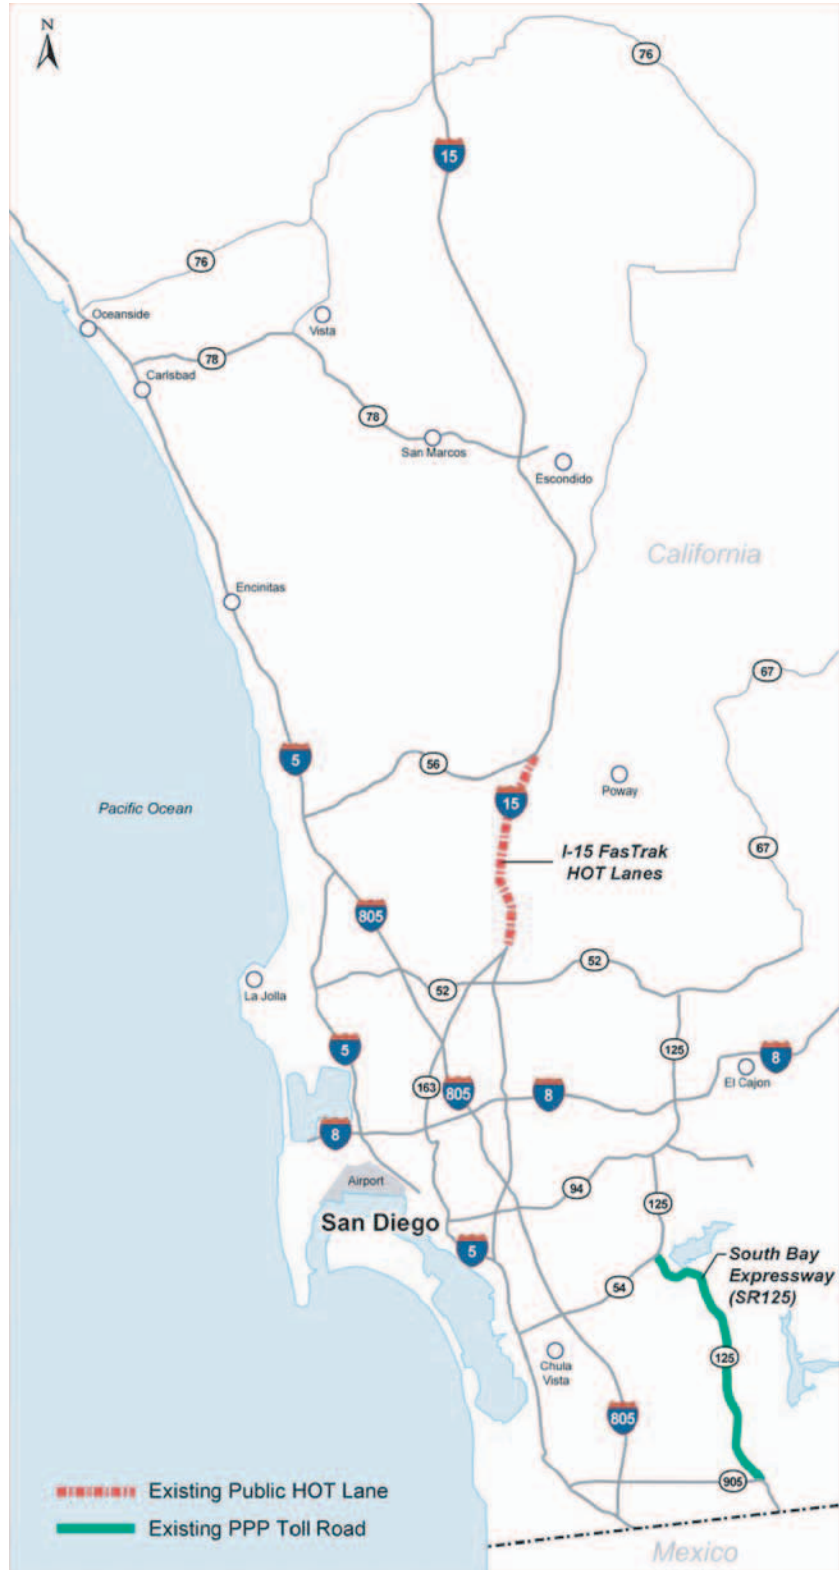 N
76
15
76
Oceanside
Vista
78
Carlsbad
78
San Marcos
Escondido
California
Encinitas
67
5
56
Poway
15
Pacific Ocean
67
I-15 FasTrak
HOT Lanes
805
52
52
La Jolla
5
125
8
El Cajon
163
805
8
8
Airport
94
125
San Diego
5
South Bay
Expressway
(SR125)
54
125
Chula
Vista
805
905
Existing Public HOT Lane
Existing PPP Toll Road
Mexico